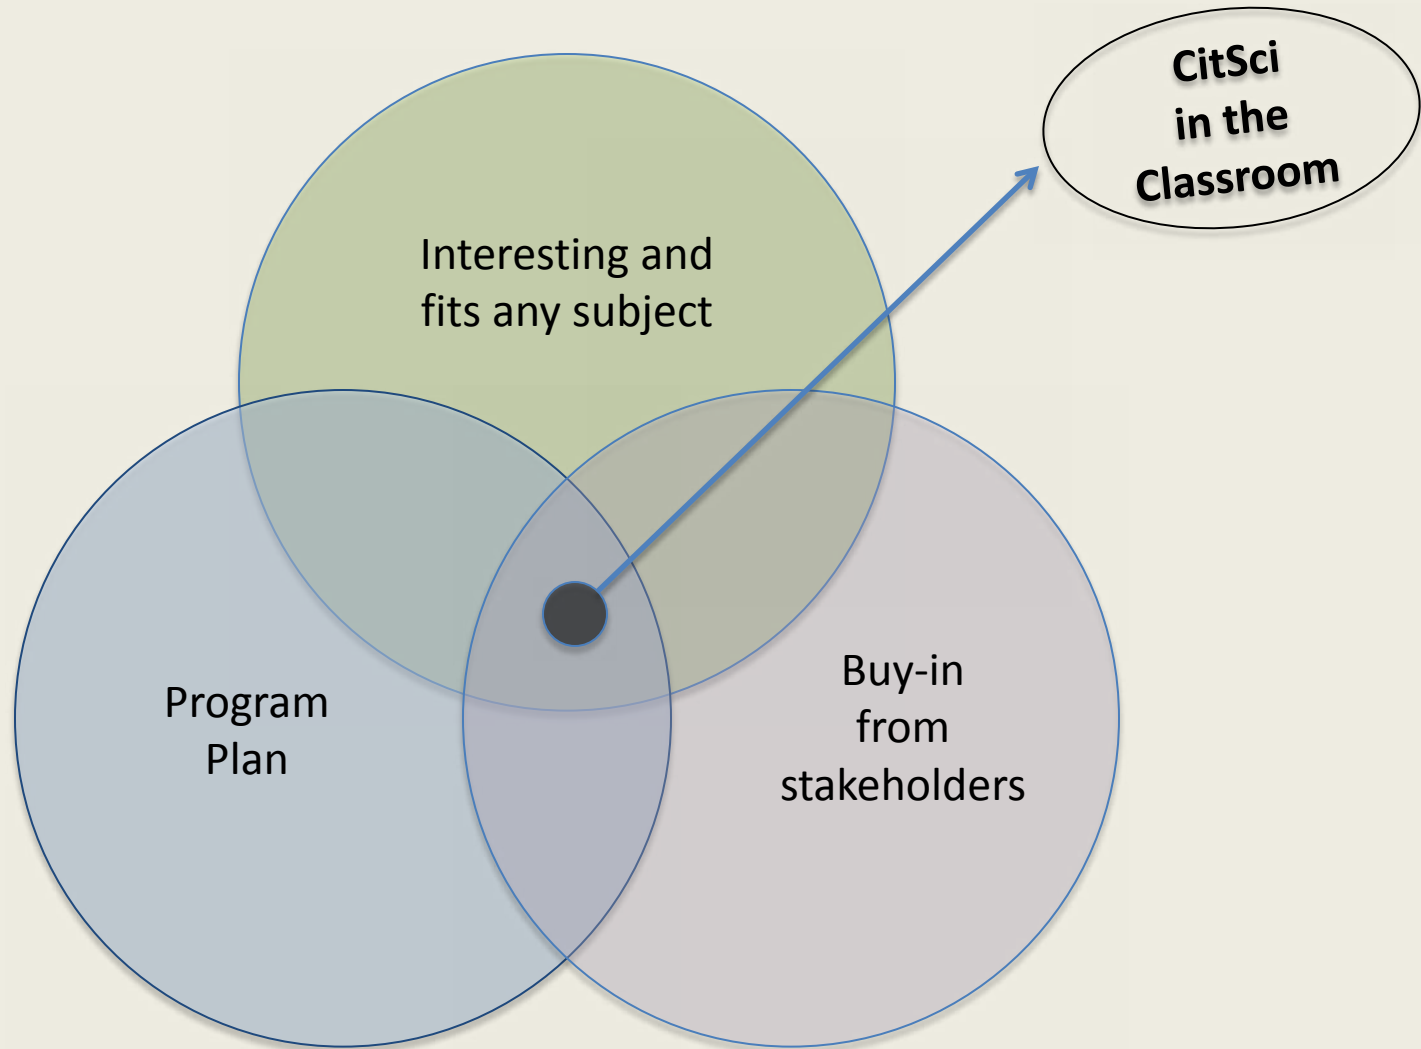 CitSci
in the
Classroom
Interesting and
fits any subject
Program
Plan
Buy-in
from
stakeholders